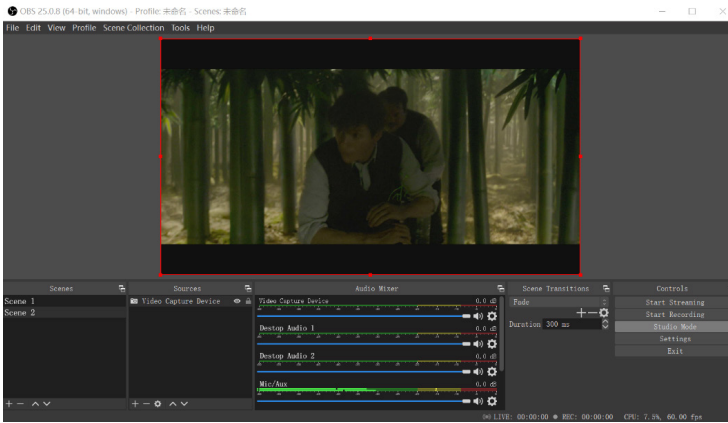 OBS 25.0.8 (64-bit, windows) - Profile: 未命名 - Scenes: 未命名
File Edit View Profile Scene Collection Tools Help
Scenes Sources Audio Mixer Scene Transitions Controls
Scene 1
Scene 2
Video Capture Device
Video Capture Device 0.0 dB
Destop Audio 1 0.0 dB
Destop Audio 2 0.0 dB
Mic/Aux 0.0 dB
Fade
Duration 300 ms
Start Streaming
Start Recording
Studio Mode
Settings
Exit
LIVE: 00:00:00 REC: 00:00:00 CPU: 7.5%, 60.00 fps